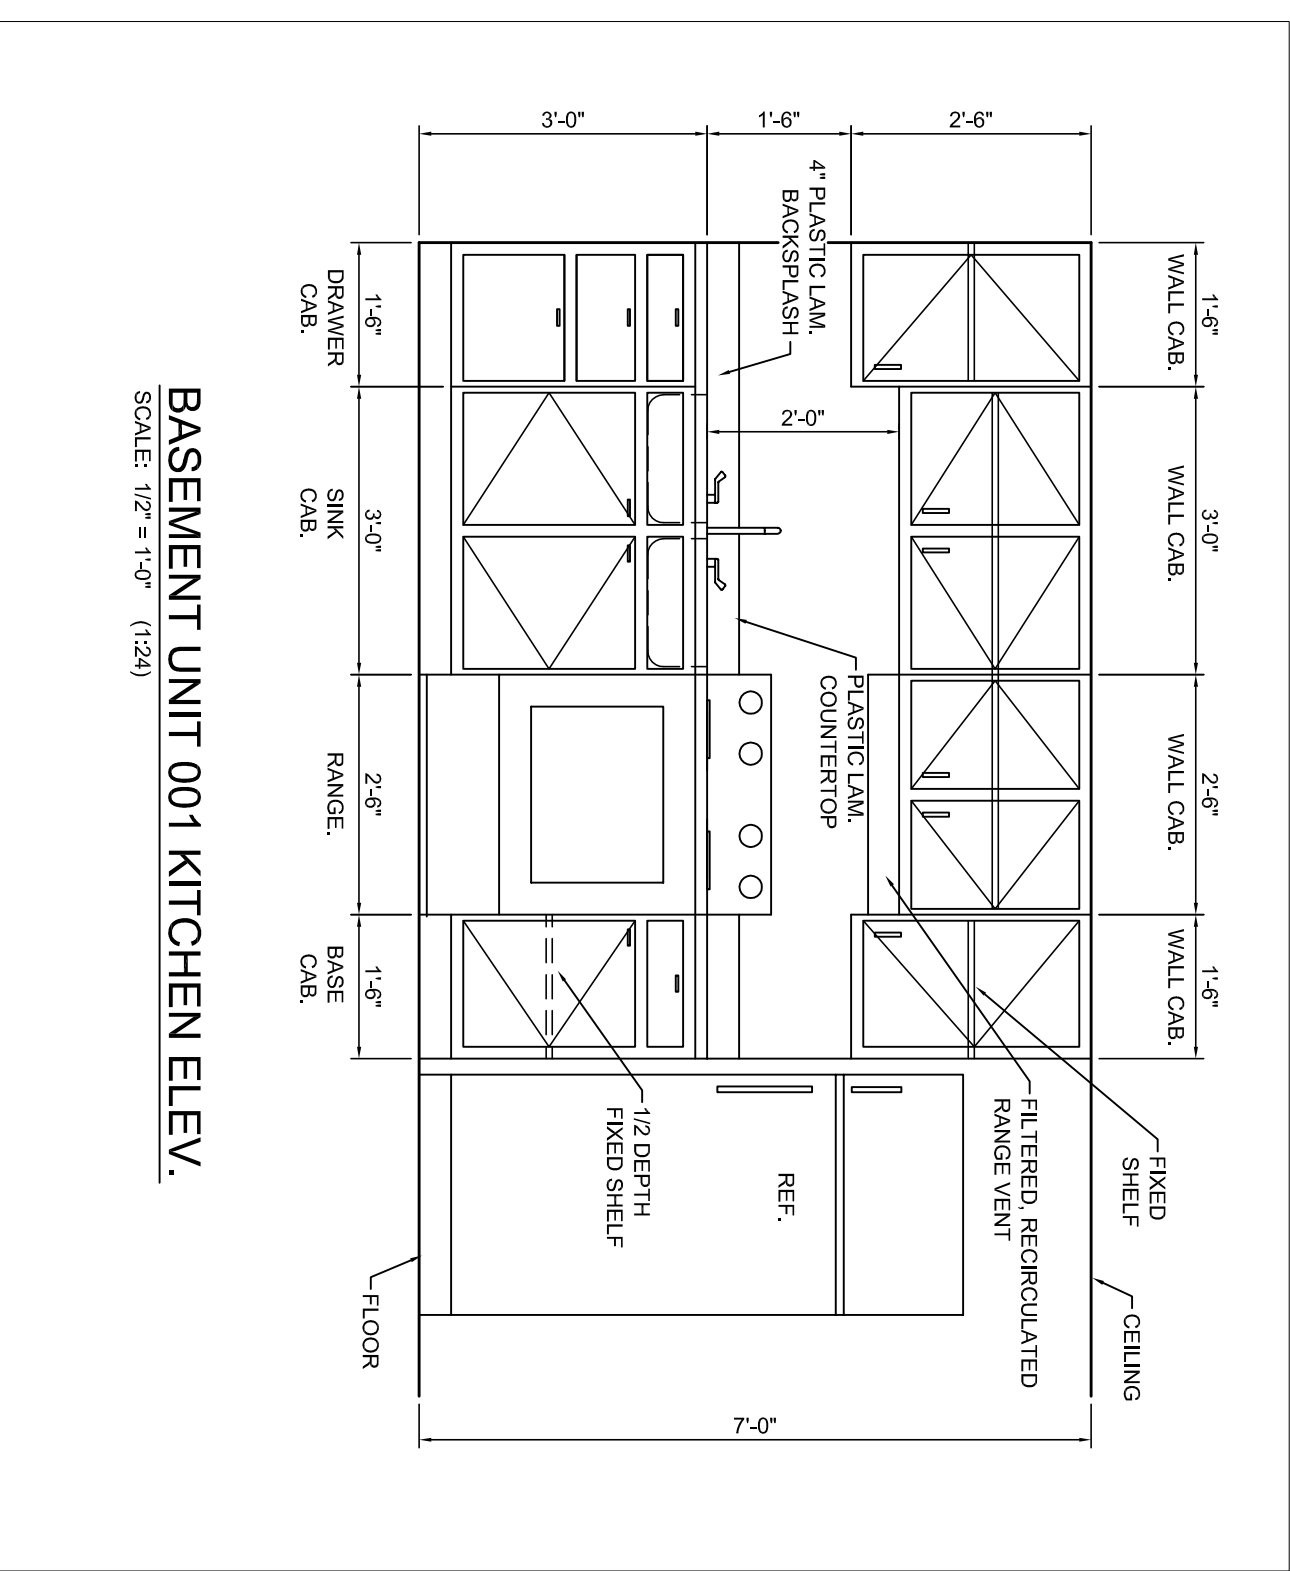 1'-6"
WALL CAB.
3'-0"
WALL CAB.
2'-6"
WALL CAB.
1'-6"
WALL CAB.
2'-6"
1'-6"
3'-0"
2'-0"
7'-0"
4" PLASTIC LAM.
BACKSPLASH
PLASTIC LAM.
COUNTERTOP
FIXED
SHELF
CEILING
FILTERED, RECIRCULATED
RANGE VENT
REF.
1/2 DEPTH
FIXED SHELF
FLOOR
1'-6"
DRAWER
CAB.
3'-0"
SINK
CAB.
2'-6"
RANGE.
1'-6"
BASE
CAB.
BASEMENT UNIT 001 KITCHEN ELEV.
SCALE: 1/2" = 1'-0" (1:24)